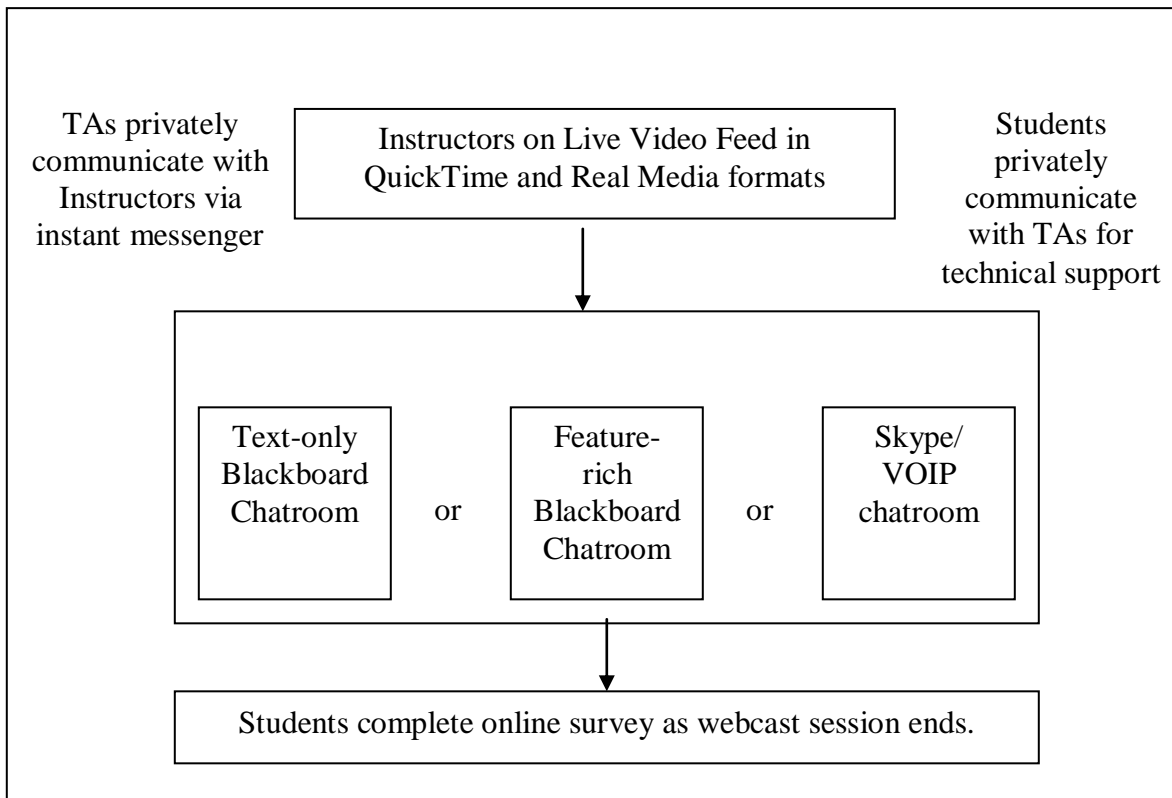 TAs privately
communicate with
Instructors via
instant messenger
Instructors on Live Video Feed in
QuickTime and Real Media formats
Students
privately
communicate
with TAs for
technical support
Text-only
Blackboard
Chatroom
or
Feature-
rich
Blackboard
Chatroom
or
Skype/
VOIP
chatroom
Students complete online survey as webcast session ends.